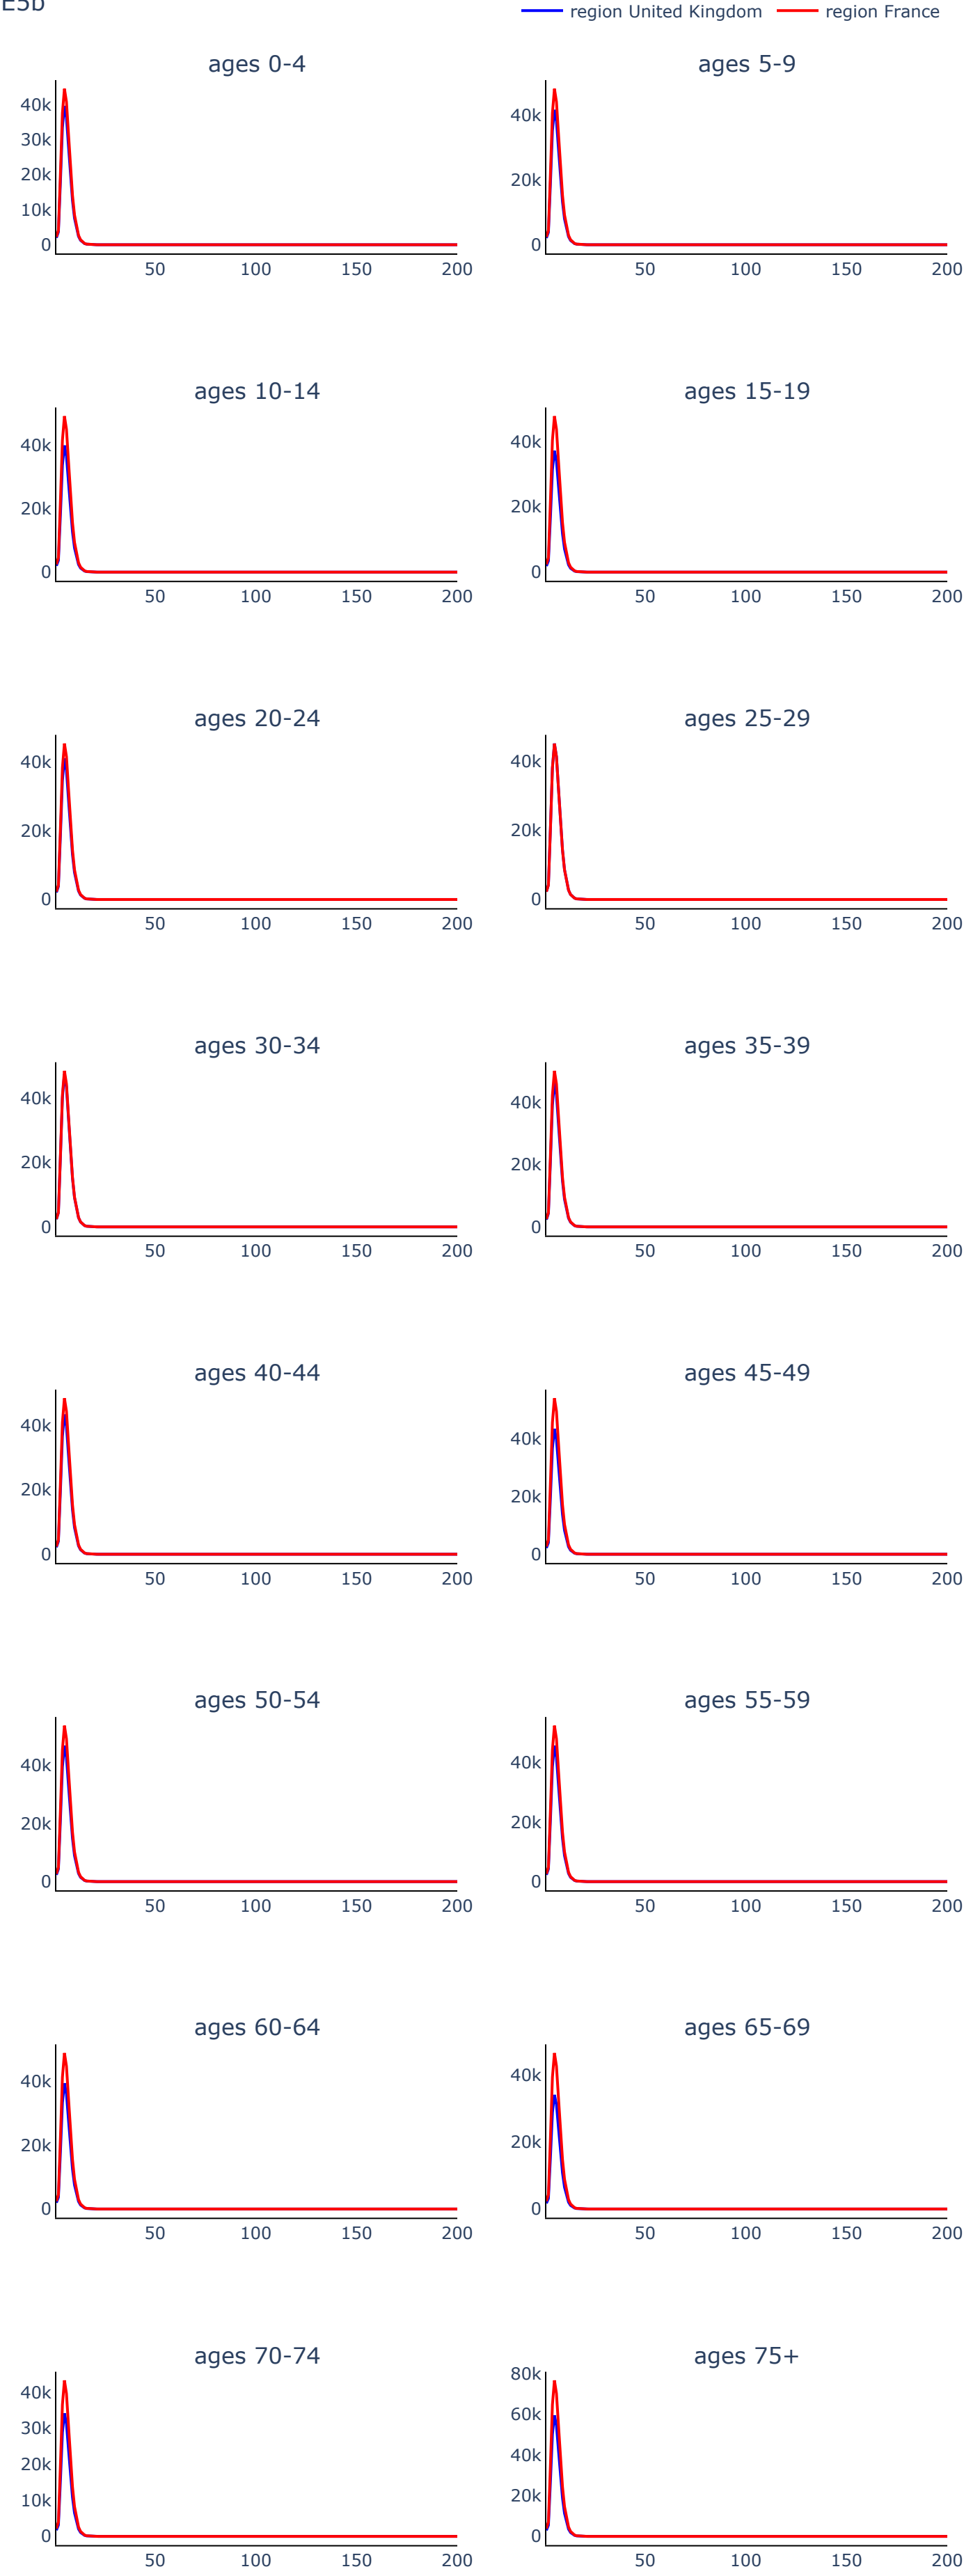 E5b
region United Kingdom region France
ages 0-4 ages 5-9
40k
30k
20k
10k
0
50 100 150 200
40k
20k
0
50 100 150 200
ages 10-14 ages 15-19
40k
20k
0
50 100 150 200
40k
20k
0
50 100 150 200
ages 20-24 ages 25-29
40k
20k
0
50 100 150 200
40k
20k
0
50 100 150 200
ages 30-34 ages 35-39
40k
20k
0
50 100 150 200
40k
20k
0
50 100 150 200
ages 40-44 ages 45-49
40k
20k
0
50 100 150 200
40k
20k
0
50 100 150 200
ages 50-54 ages 55-59
40k
20k
0
50 100 150 200
40k
20k
0
50 100 150 200
ages 60-64 ages 65-69
40k
20k
0
50 100 150 200
40k
20k
0
50 100 150 200
ages 70-74 ages 75+
40k
30k
20k
10k
0
50 100 150 200
80k
60k
40k
20k
0
50 100 150 200